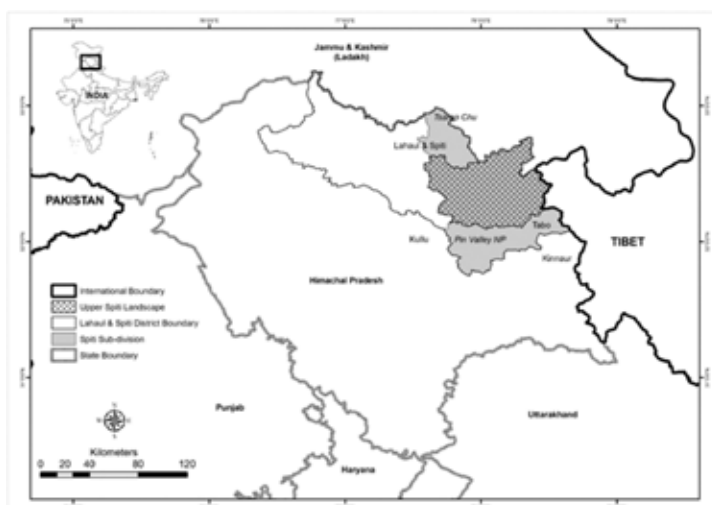 Jammu & Kashmir
(Ladakh)
INDIA
Lahaul & Spiti
PAKISTAN
Tabo
Kullu
Pin Valley NP
TIBET
Kinnaur
Himachal Pradesh
International Boundary
Upper Spiti Landscape
Lahaul & Spiti District Boundary
Spiti Sub-division
State Boundary
Punjab
Uttarakhand
Kilometers
0 20 40 80 120
Haryana